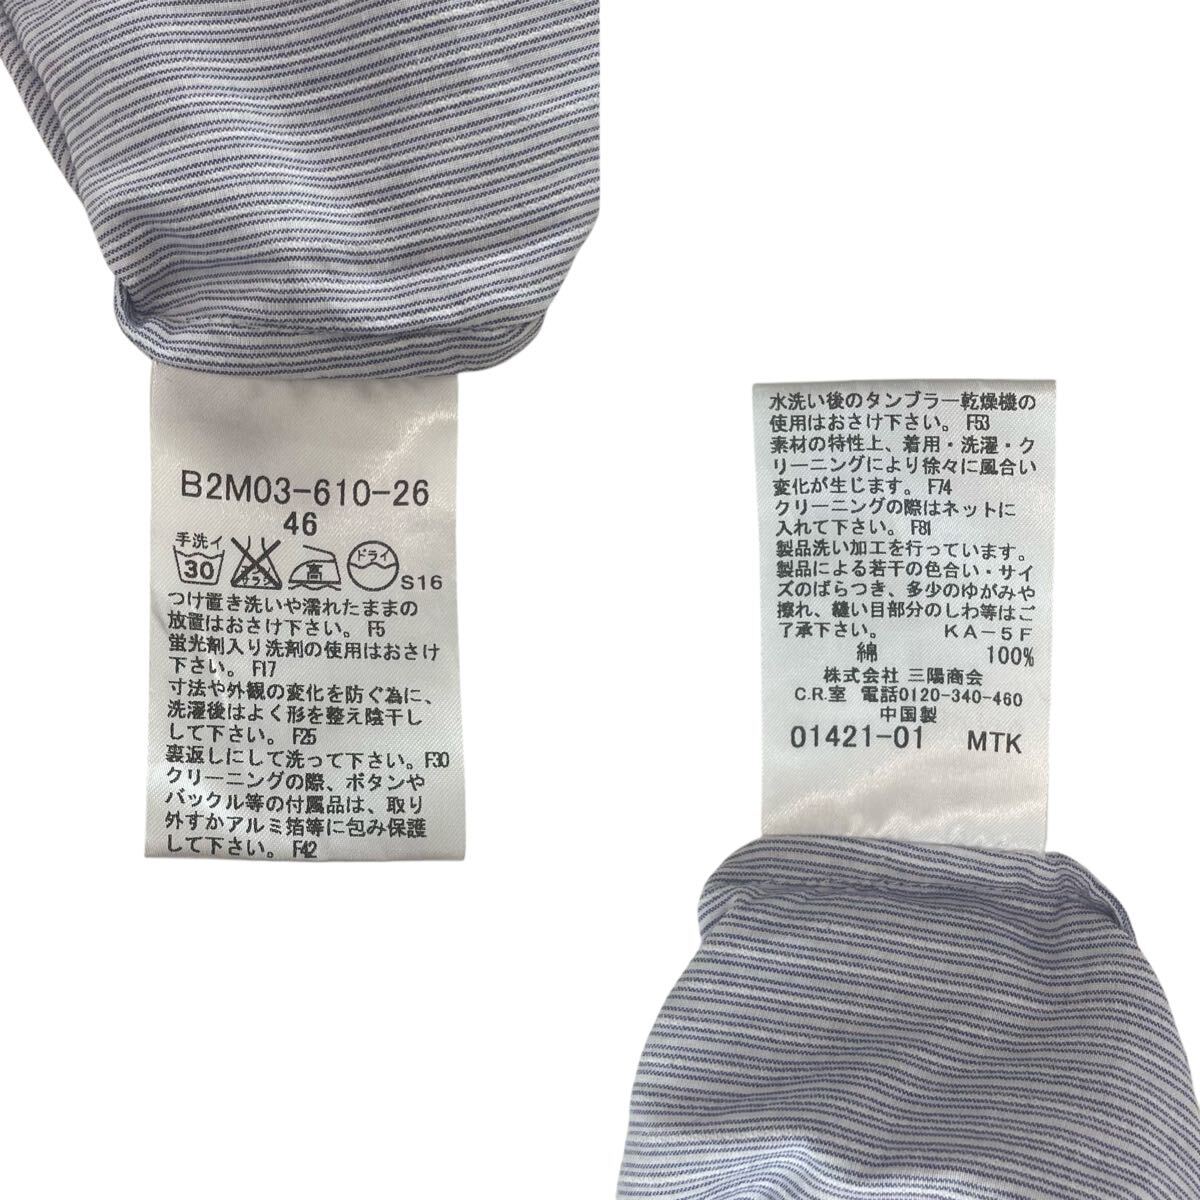 B2M03-610-26
46
手洗イ
30 サラシ 高 ドライ S16
つけ置き洗いや濡れたままの
放置はおさけ下さい。 F5
蛍光剤入り洗剤の使用はおさけ
下さい。 F17
寸法や外観の変化を防ぐ為に、
洗濯後はよく形を整え陰干し
して下さい。 F25
裏返しにして洗って下さい。 F30
クリーニングの際、ボタンや
バックル等の付属品は、取り
外すかアルミ箔等に包み保護
して下さい。 F42
水洗い後のタンブラー乾燥機の
使用はおさけ下さい。 F53
素材の特性上、着用・洗濯・ク
リーニングにより徐々に風合い
変化が生じます。 F74
クリーニングの際はネットに
入れて下さい。 F81
製品洗い加工を行っています。
製品による若干の色合い・サイ
ズのばらつき、多少のゆがみや
擦れ、縫い目部分のしわ等はご
了承下さい。 KA-5F
綿 100%
株式会社 三陽商会
C.R.室 電話0120-340-460
中国製
01421-01 MTK